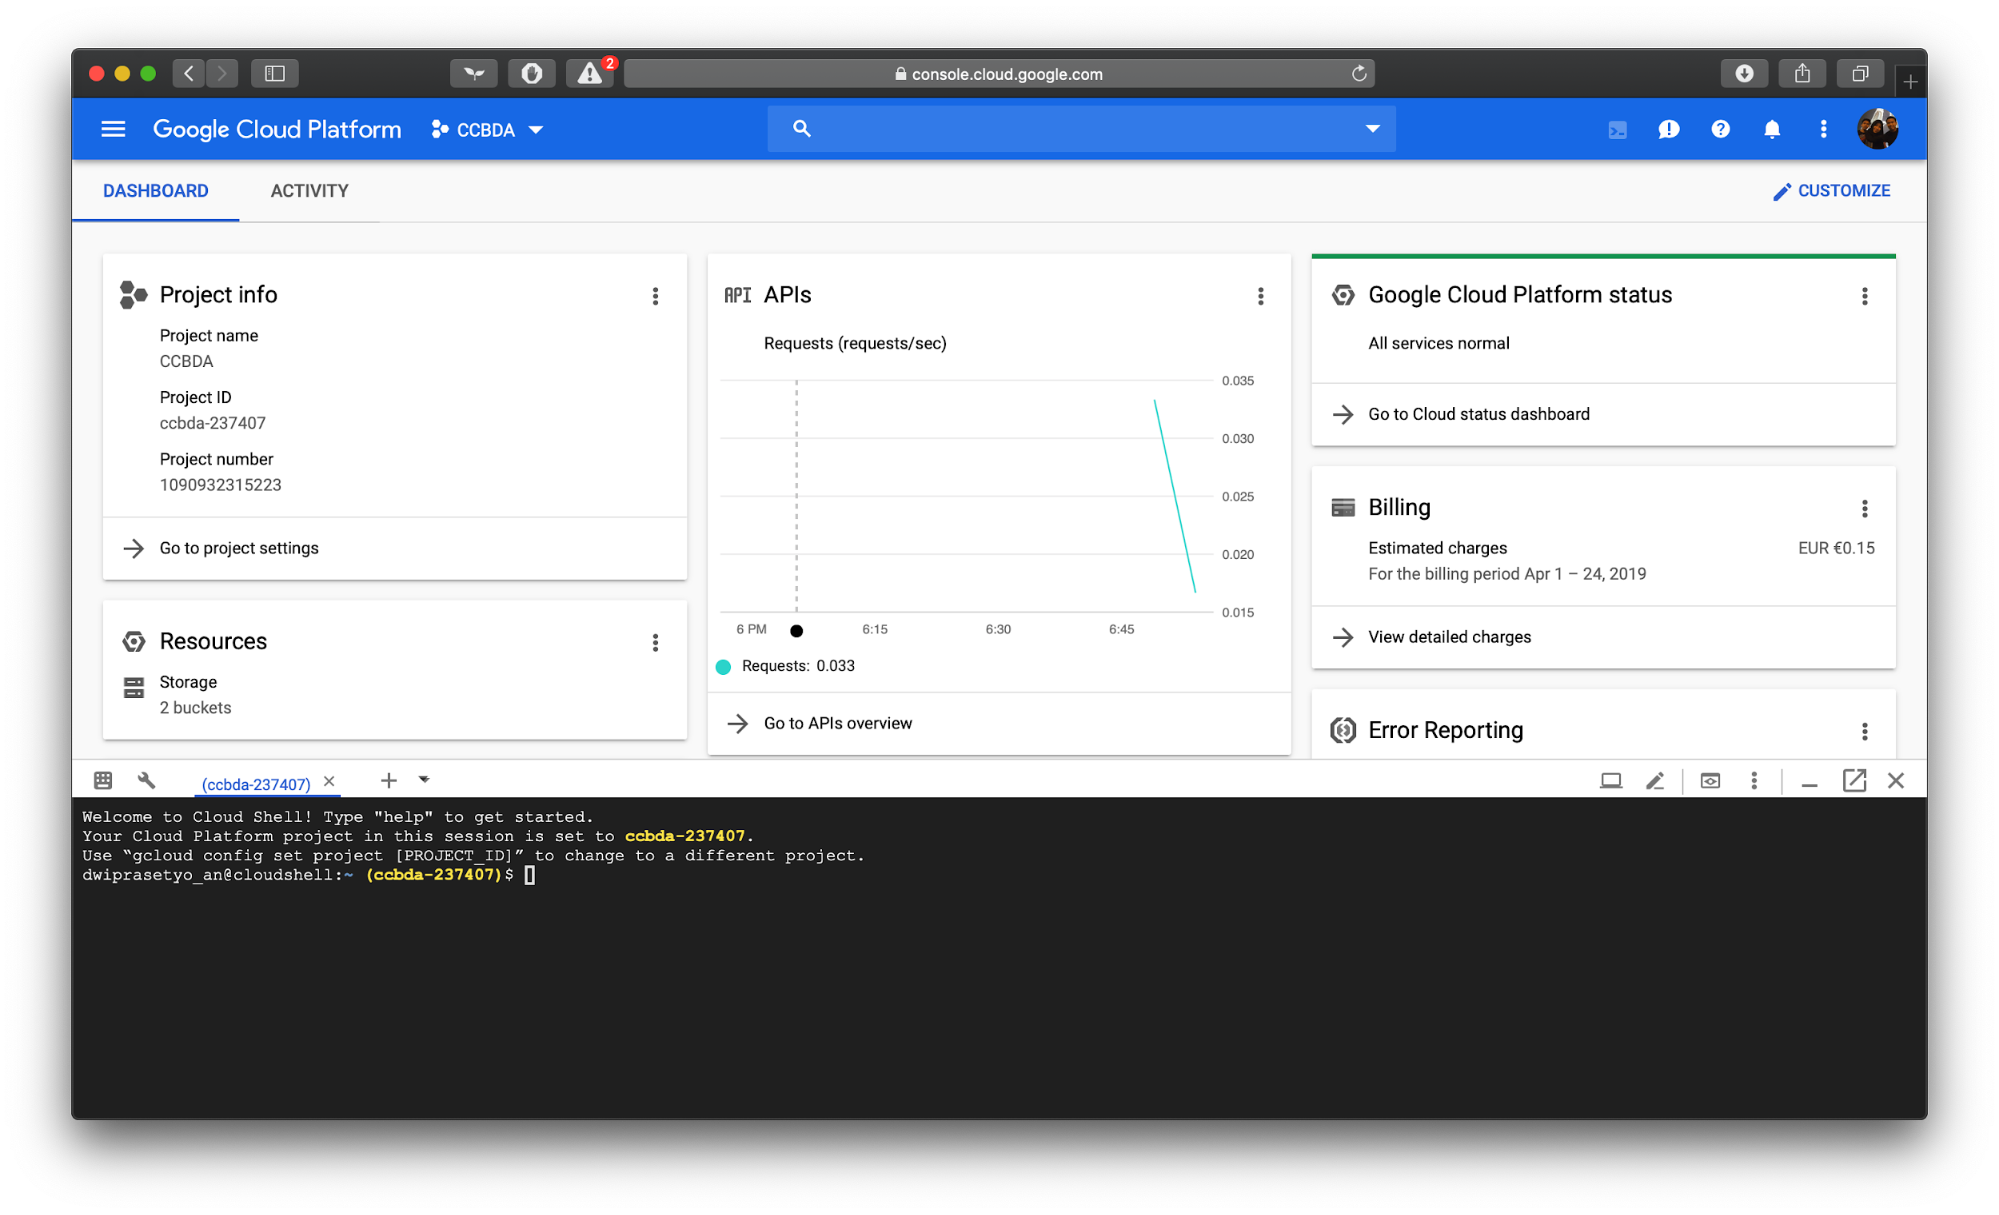 2
console.cloud.google.com
Google Cloud Platform
CCBDA
DASHBOARD
ACTIVITY
CUSTOMIZE
Project info
Project name
CCBDA
Project ID
ccbda-237407
Project number
1090932315223
Go to project settings
Resources
Storage
2 buckets
API APIs
Requests (requests/sec)
0.035
0.030
0.025
0.020
0.015
6 PM
6:15
6:30
6:45
Requests: 0.033
Go to APIs overview
Google Cloud Platform status
All services normal
Go to Cloud status dashboard
Billing
Estimated charges
EUR €0.15
For the billing period Apr 1 – 24, 2019
View detailed charges
Error Reporting
(ccbda-237407)
Welcome to Cloud Shell! Type "help" to get started.
Your Cloud Platform project in this session is set to ccbda-237407.
Use “gcloud config set project [PROJECT_ID]” to change to a different project.
dwiprasetyo_an@cloudshell:~ (ccbda-237407)$